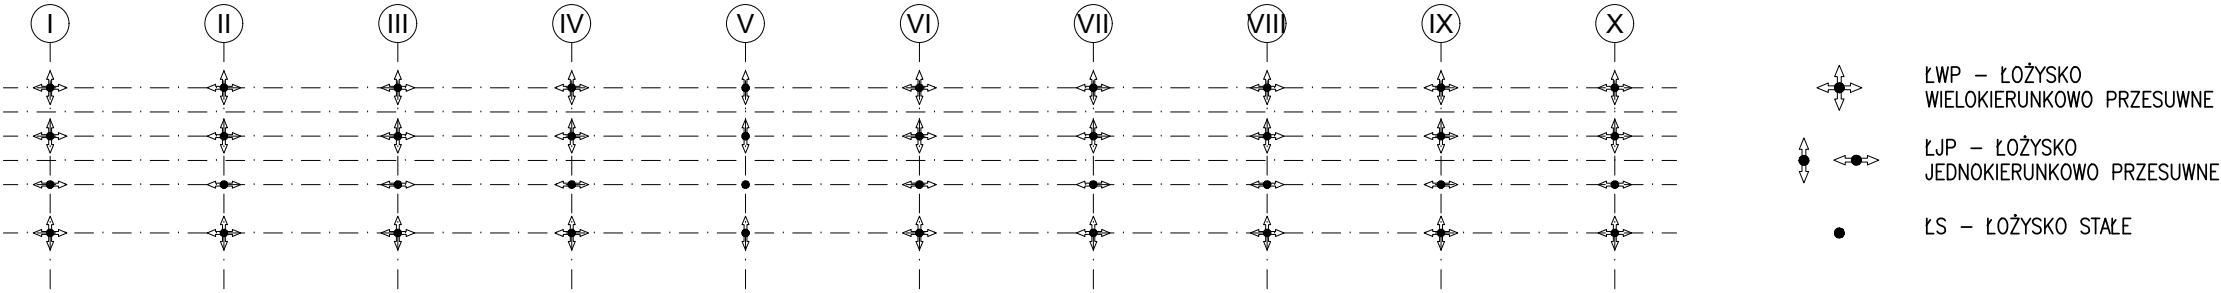 I II III IV V VI VII VIII IX X
ŁWP – ŁOŻYSKO
WIELOKIERUNKOWO PRZESUWNE
ŁJP – ŁOŻYSKO
JEDNOKIERUNKOWO PRZESUWNE
ŁS – ŁOŻYSKO STAŁE